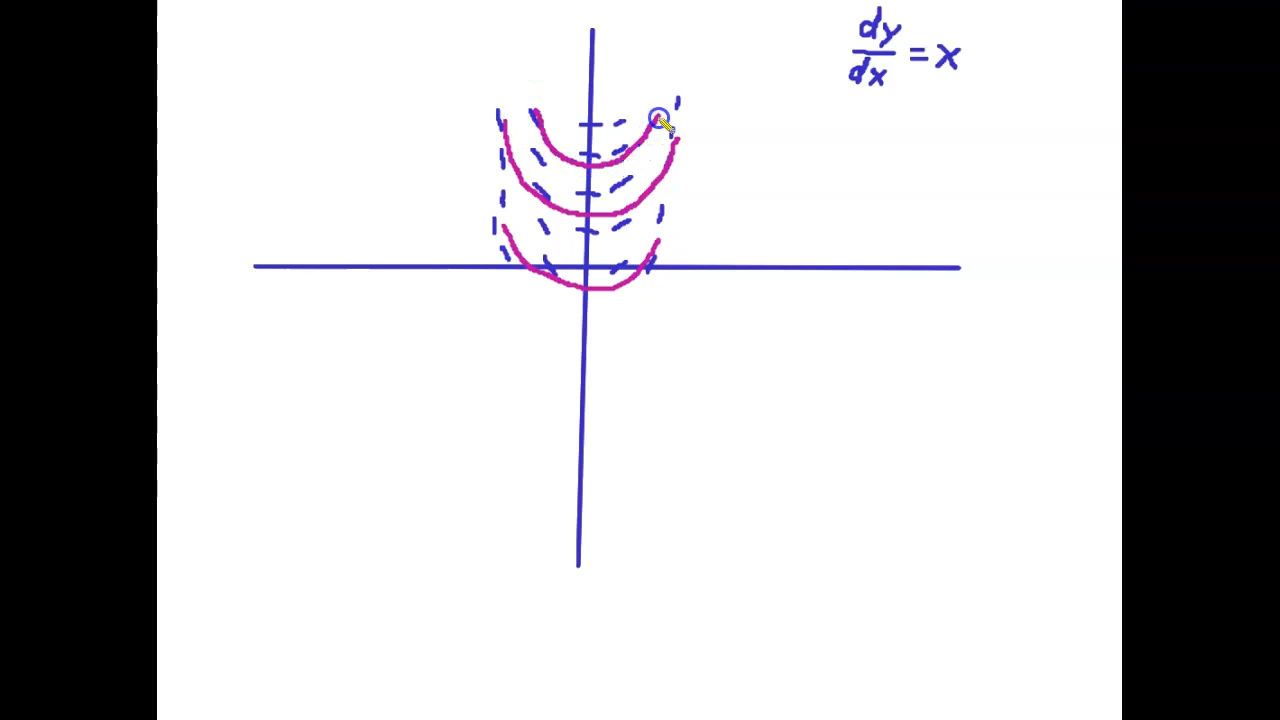 dy/dx = x